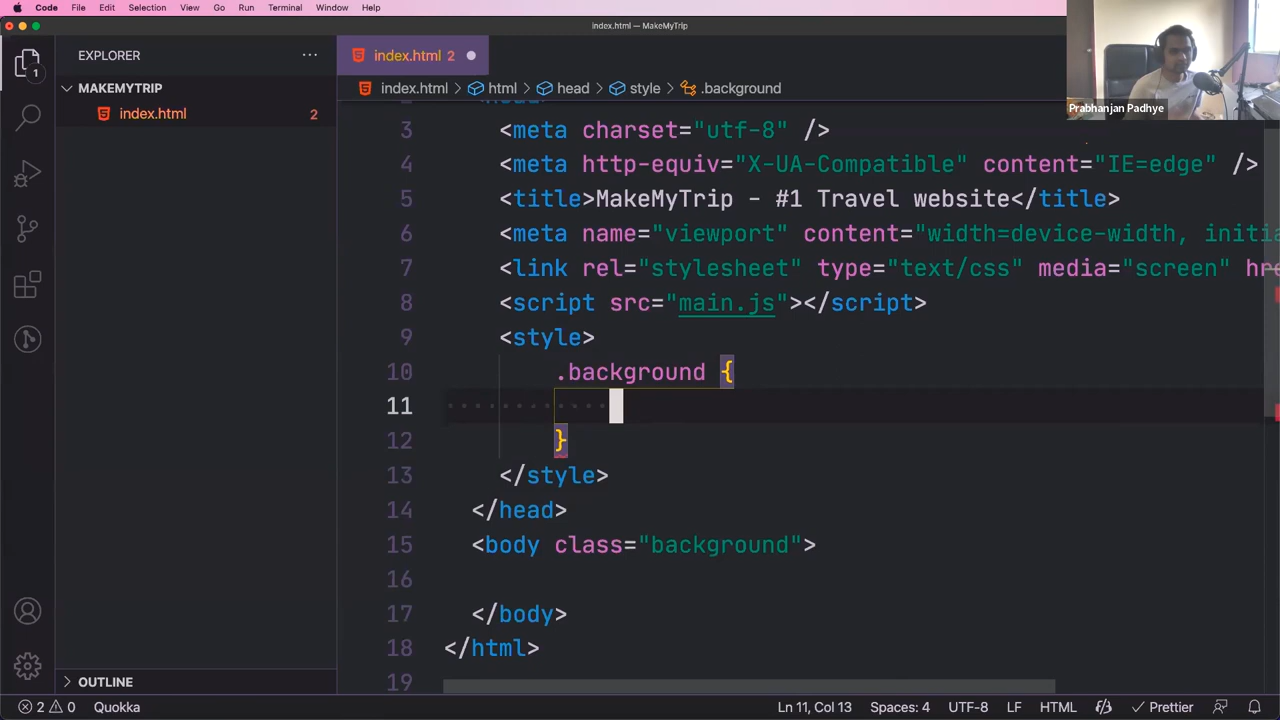 Code File Edit Selection View Go Run Terminal Window Help
index.html — MakeMyTrip
Prabhanjan Padhye
EXPLORER
index.html 2
MAKEMYTRIP
index.html > html > head > style > .background
1
index.html 2
3 <meta charset="utf-8" />
4 <meta http-equiv="X-UA-Compatible" content="IE=edge" />
5 <title>MakeMyTrip - #1 Travel website</title>
6 <meta name="viewport" content="width=device-width, initia
7 <link rel="stylesheet" type="text/css" media="screen" hre
8 <script src="main.js"></script>
9 <style>
10 .background {
11
12 }
13 </style>
14 </head>
15 <body class="background">
16
17 </body>
18 </html>
19
OUTLINE
2 0 Quokka Ln 11, Col 13 Spaces: 4 UTF-8 LF HTML Prettier